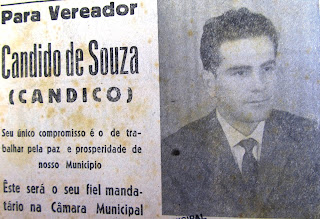 Para Vereador
Candido de Souza
(CANDICO)
Seu único compromisso é o de tra-
balhar pela paz e prosperidade de
nosso Município
Êste será o seu fiel manda-
tário na Câmara Municipal